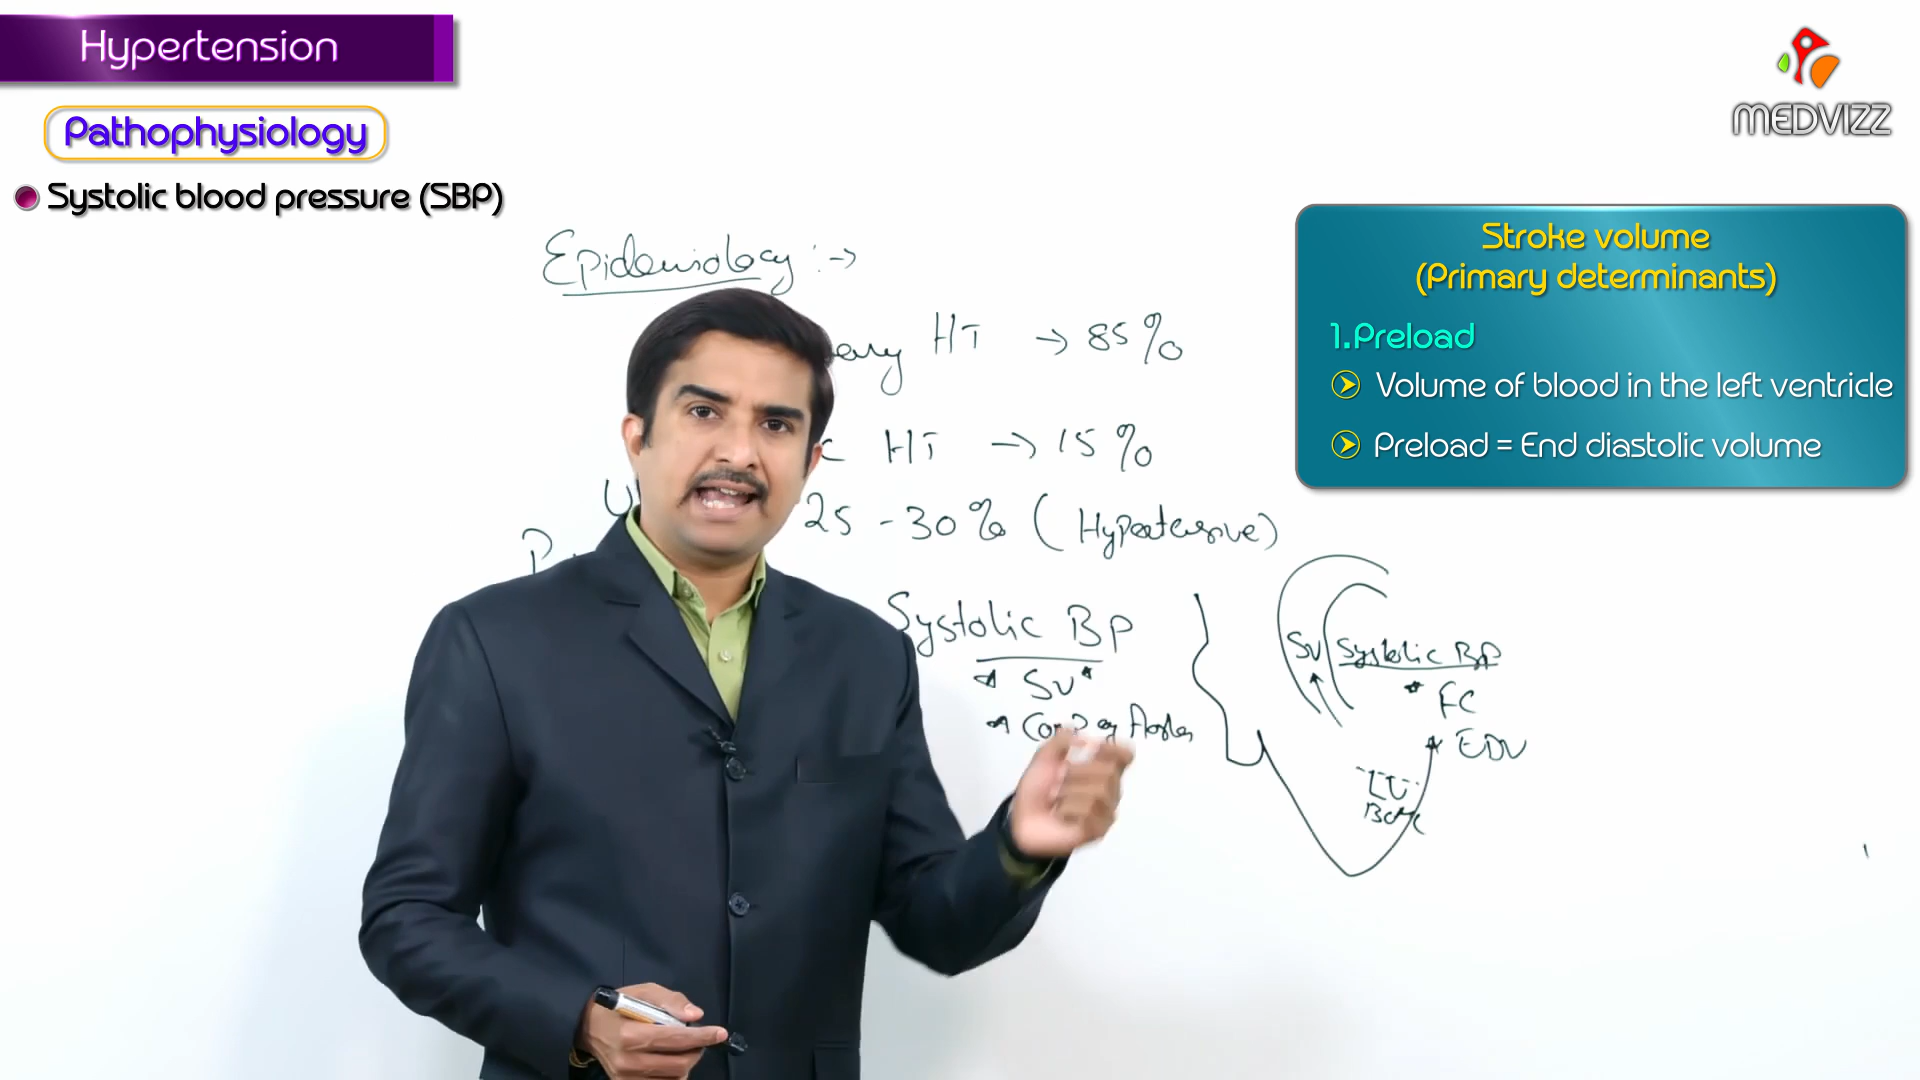 Hypertension
MEDVIZZ
Pathophysiology
Systolic blood pressure (SBP)
Stroke volume
(Primary determinants)
1.Preload
Volume of blood in the left ventricle
Preload = End diastolic volume
Epidemiology :→
HT → 85%
HT → 15%
25 - 30% ( Hypertensive)
Systolic BP
SV
SV
Systolic BP
FC
EDV